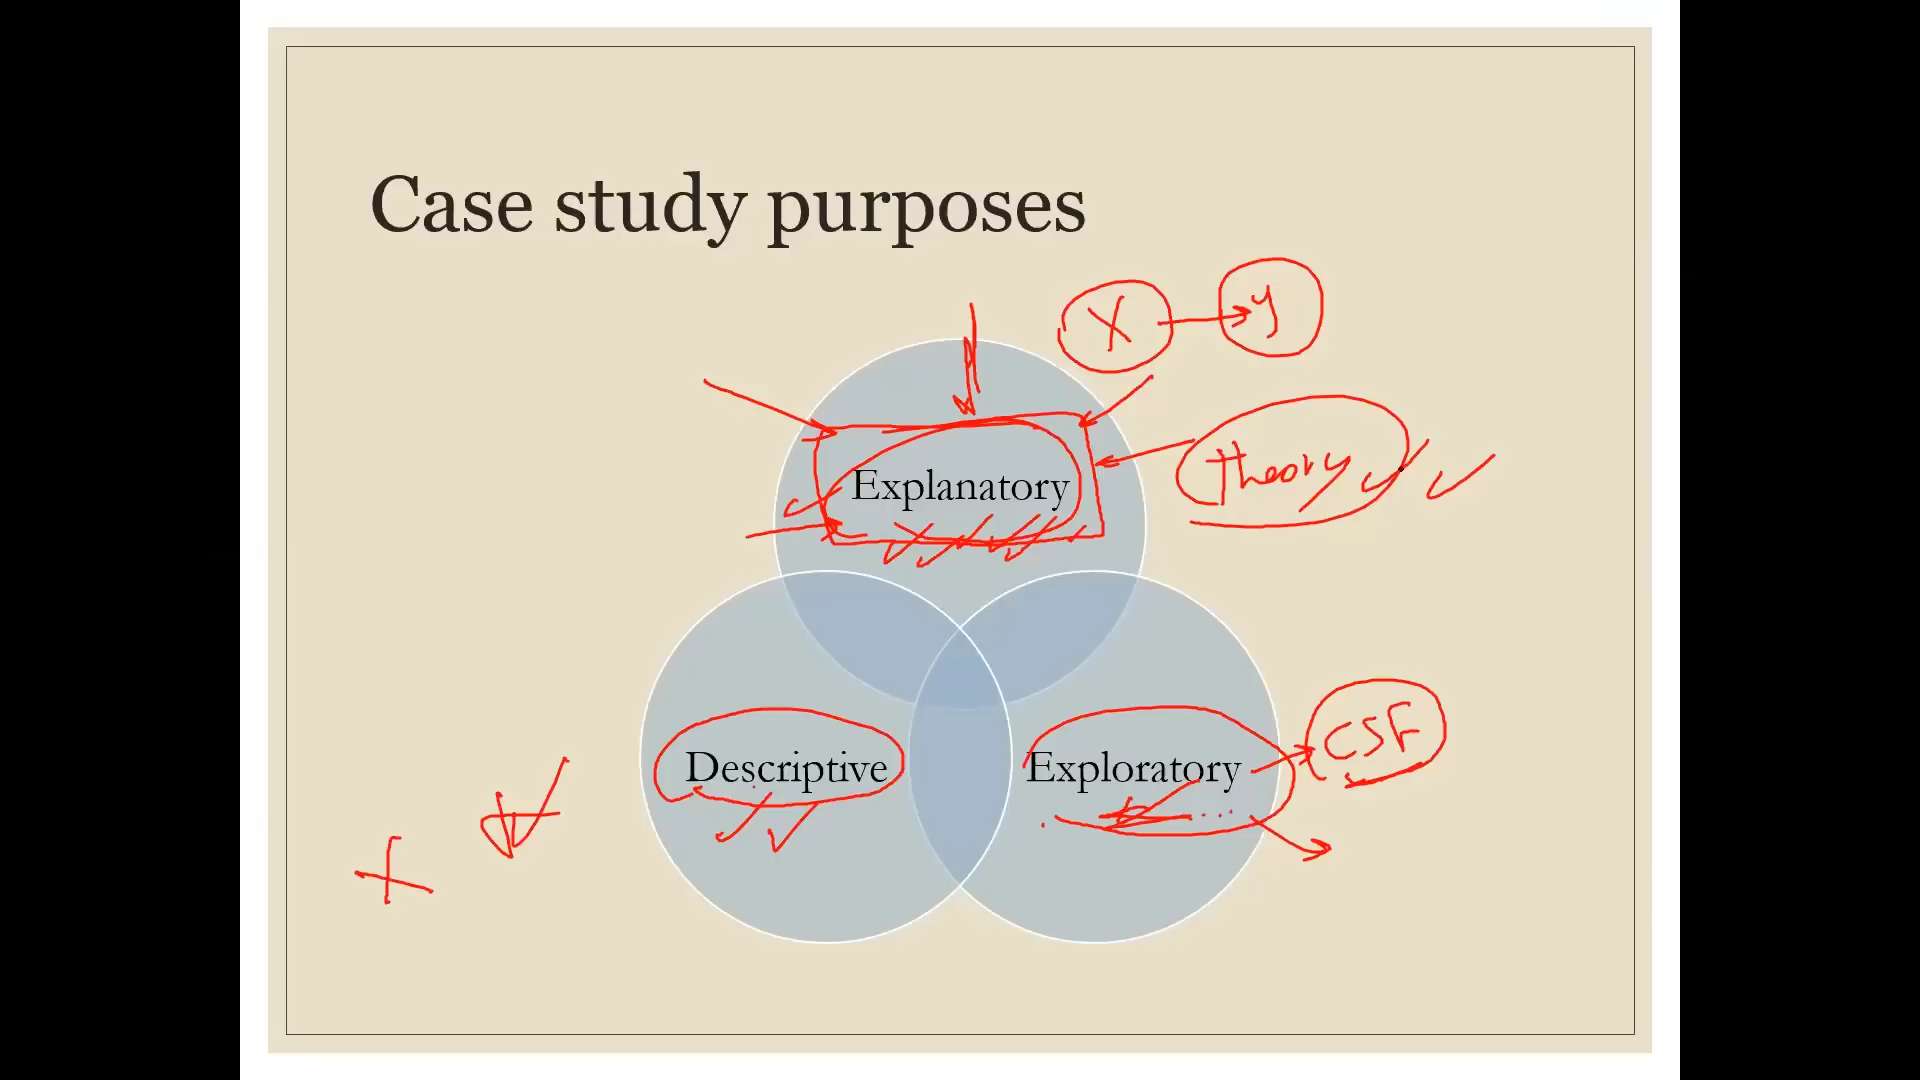 Case study purposes
X → y
Explanatory
Theory
Descriptive
Exploratory
CSF